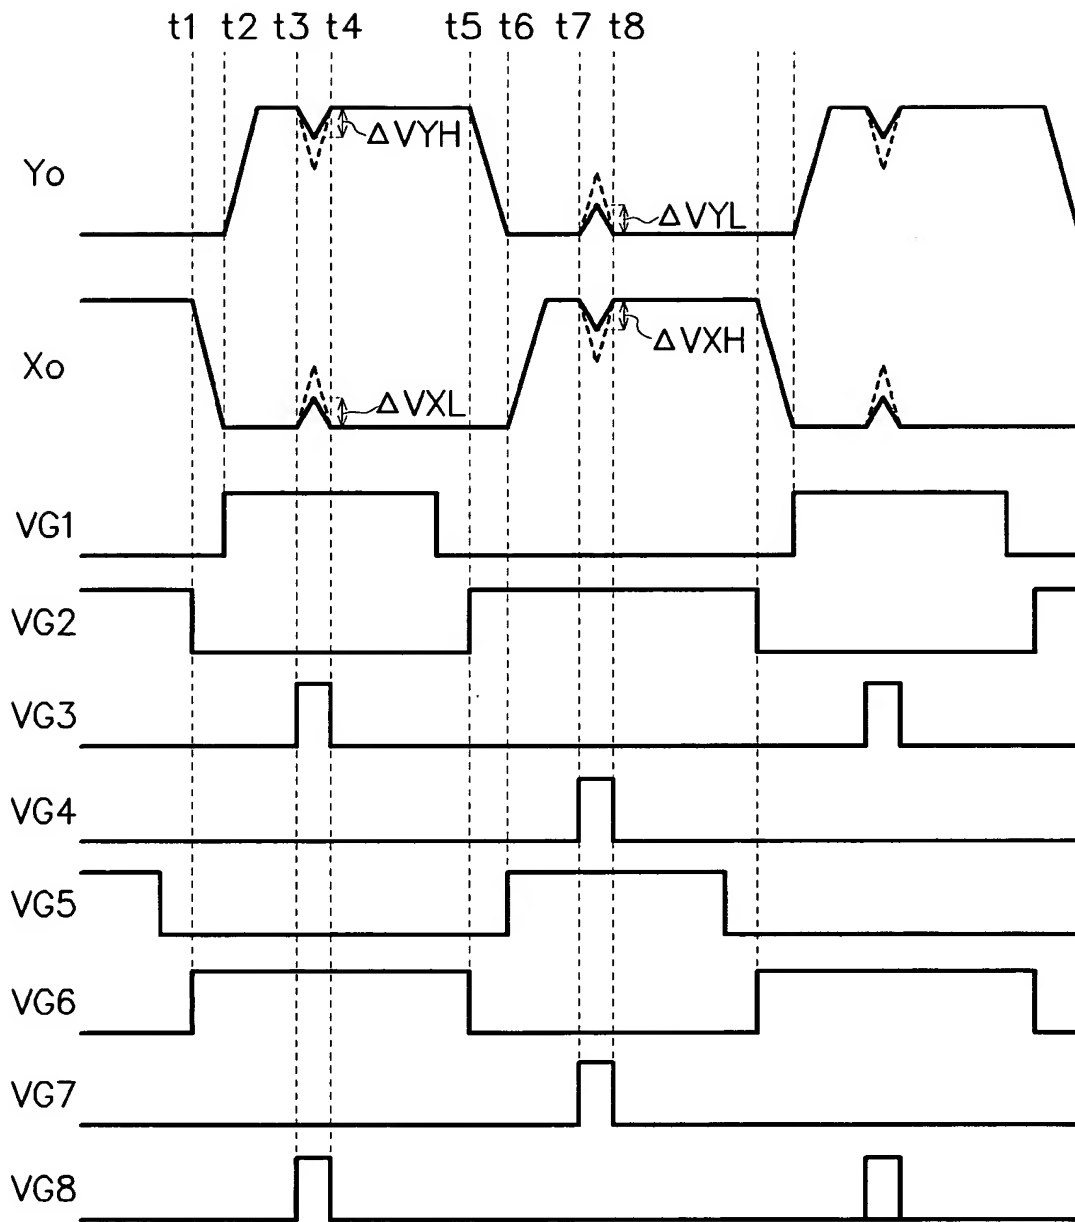 t1 t2 t3 t4 t5 t6 t7 t8
Yo
ΔVYH
ΔVYL
Xo
ΔVXH
ΔVXL
VG1
VG2
VG3
VG4
VG5
VG6
VG7
VG8